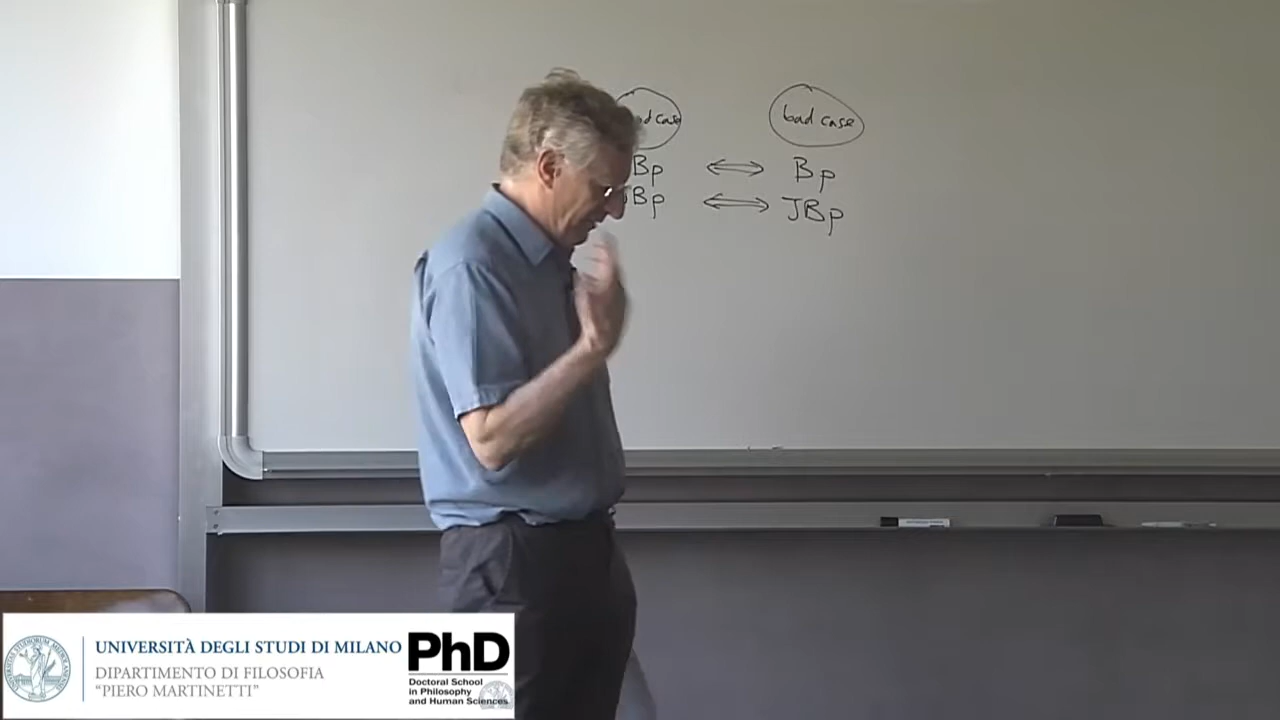 case bad case
Bp ⟺ Bp
Bp ⟺ JBp
UNIVERSITÀ DEGLI STUDI DI MILANO
DIPARTIMENTO DI FILOSOFIA
"PIERO MARTINETTI"
PhD
Doctoral School
in Philosophy
and Human Sciences